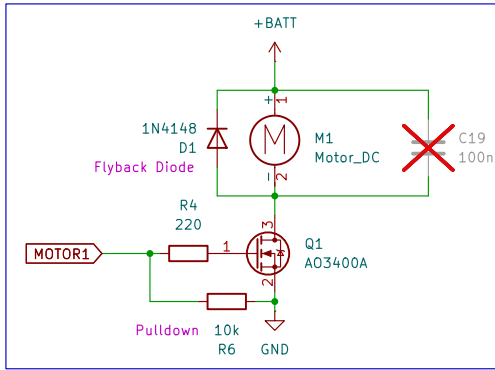 +BATT
+
1
1N4148
D1
Flyback Diode
M
M1
Motor_DC
C19
100n
-
2
R4
220
3
Q1
AO3400A
MOTOR1
1
2
Pulldown
10k
R6
GND